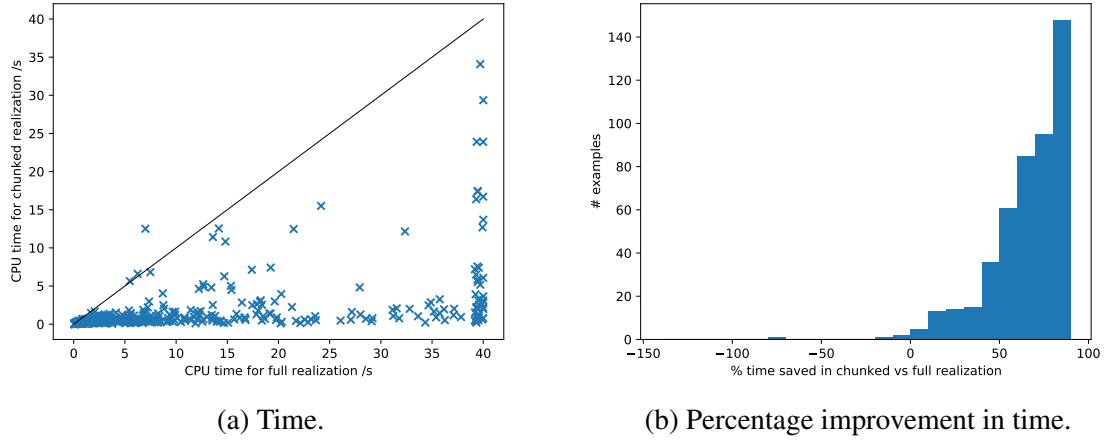 40
35
30
25
20
15
10
5
0
CPU time for chunked realization /s
0 5 10 15 20 25 30 35 40
CPU time for full realization /s
(a) Time.
140
120
100
80
60
40
20
0
# examples
−150 −100 −50 0 50 100
% time saved in chunked vs full realization
(b) Percentage improvement in time.